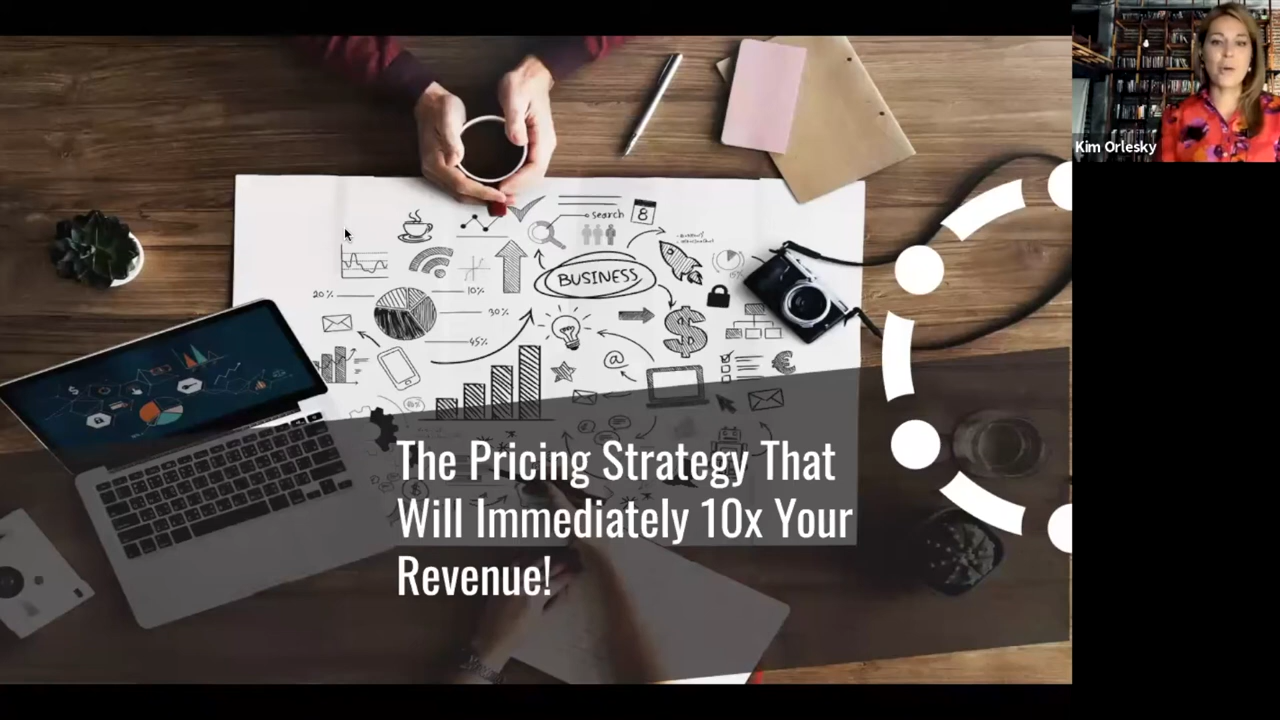 Kim Orlesky
search
8
BUSINESS
20%
10%
30%
45%
@
The Pricing Strategy That
Will Immediately 10x Your
Revenue!